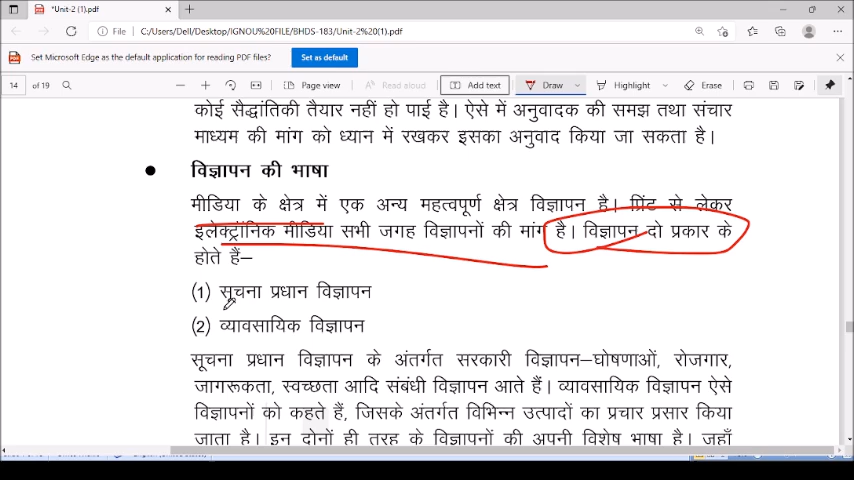 *Unit-2 (1).pdf
File
C:/Users/Dell/Desktop/IGNOU%20FILE/BHDS-183/Unit-2%20(1).pdf
Set Microsoft Edge as the default application for reading PDF files?
Set as default
14 of 19
Page view
Read aloud
Add text
Draw
Highlight
Erase
कोई सैद्धांतिकी तैयार नहीं हो पाई है। ऐसे में अनुवादक की समझ तथा संचार
माध्यम की मांग को ध्यान में रखकर इसका अनुवाद किया जा सकता है।
● विज्ञापन की भाषा
मीडिया के क्षेत्र में एक अन्य महत्वपूर्ण क्षेत्र विज्ञापन है। प्रिंट से लेकर
इलेक्ट्रॉनिक मीडिया सभी जगह विज्ञापनों की मांग है। विज्ञापन दो प्रकार के
होते हैं–
(1) सूचना प्रधान विज्ञापन
(2) व्यावसायिक विज्ञापन
सूचना प्रधान विज्ञापन के अंतर्गत सरकारी विज्ञापन–घोषणाओं, रोजगार,
जागरूकता, स्वच्छता आदि संबंधी विज्ञापन आते हैं। व्यावसायिक विज्ञापन ऐसे
विज्ञापनों को कहते हैं, जिसके अंतर्गत विभिन्न उत्पादों का प्रचार प्रसार किया
जाता है। इन दोनों ही तरह के विज्ञापनों की अपनी विशेष भाषा है। जहाँ